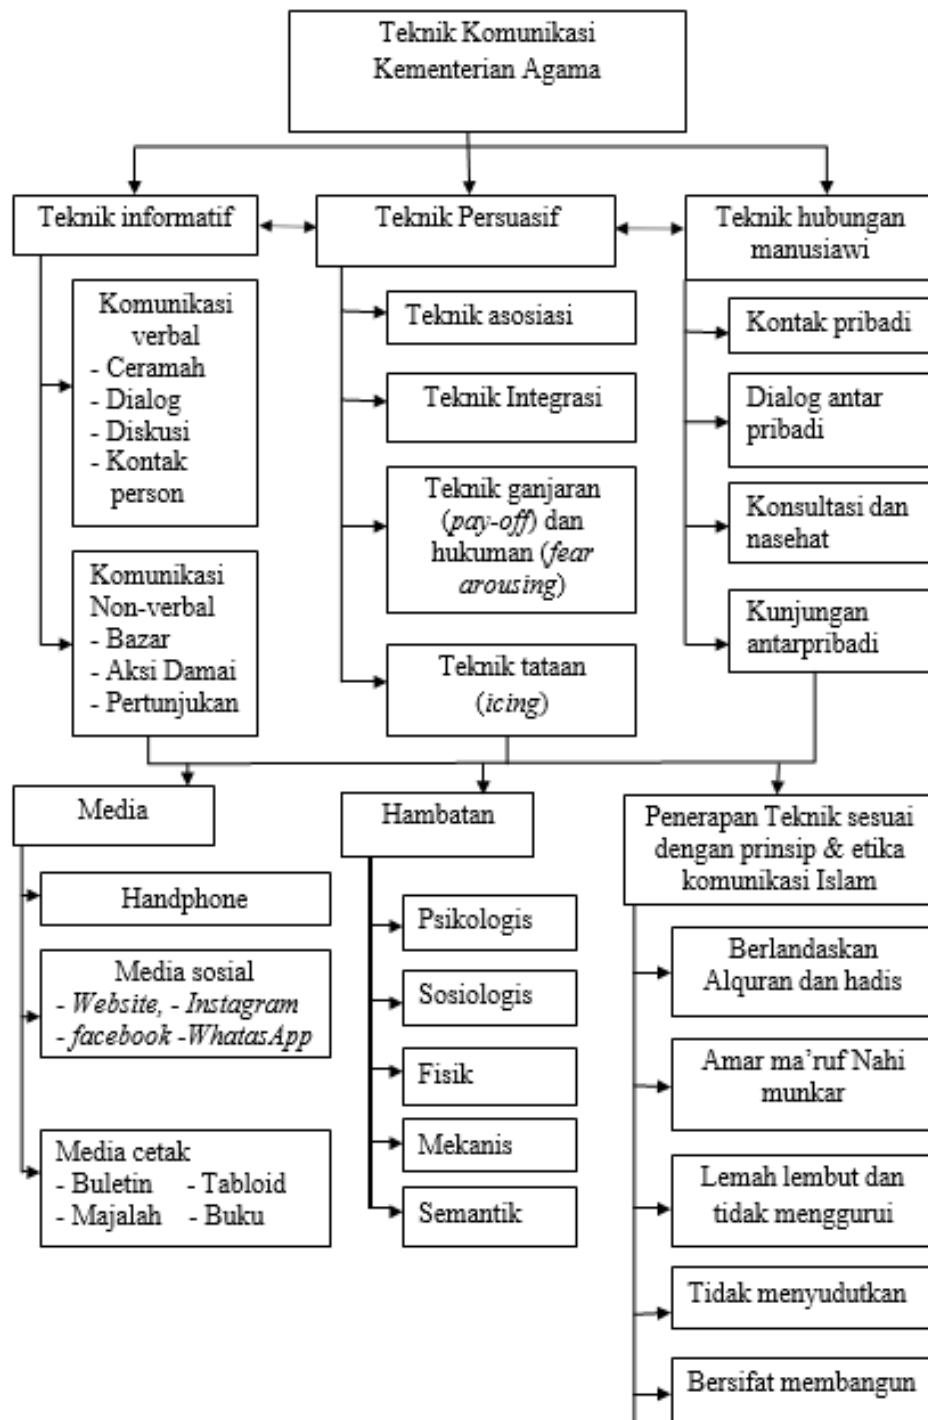 Teknik Komunikasi
Kementerian Agama
Teknik informatif
Teknik Persuasif
Teknik hubungan
manusiawi
Komunikasi
verbal
- Ceramah
- Dialog
- Diskusi
- Kontak
person
Komunikasi
Non-verbal
- Bazar
- Aksi Damai
- Pertunjukan
Teknik asosiasi
Teknik Integrasi
Teknik ganjaran
(pay-off) dan
hukuman (fear
arousing)
Teknik tataan
(icing)
Kontak pribadi
Dialog antar
pribadi
Konsultasi dan
nasehat
Kunjungan
antarpribadi
Media
Handphone
Media sosial
- Website, - Instagram
- facebook -WhatasApp
Media cetak
- Buletin - Tabloid
- Majalah - Buku
Hambatan
Psikologis
Sosiologis
Fisik
Mekanis
Semantik
Penerapan Teknik sesuai
dengan prinsip & etika
komunikasi Islam
Berlandaskan
Alquran dan hadis
Amar ma’ruf Nahi
munkar
Lemah lembut dan
tidak menggurui
Tidak menyudutkan
Bersifat membangun